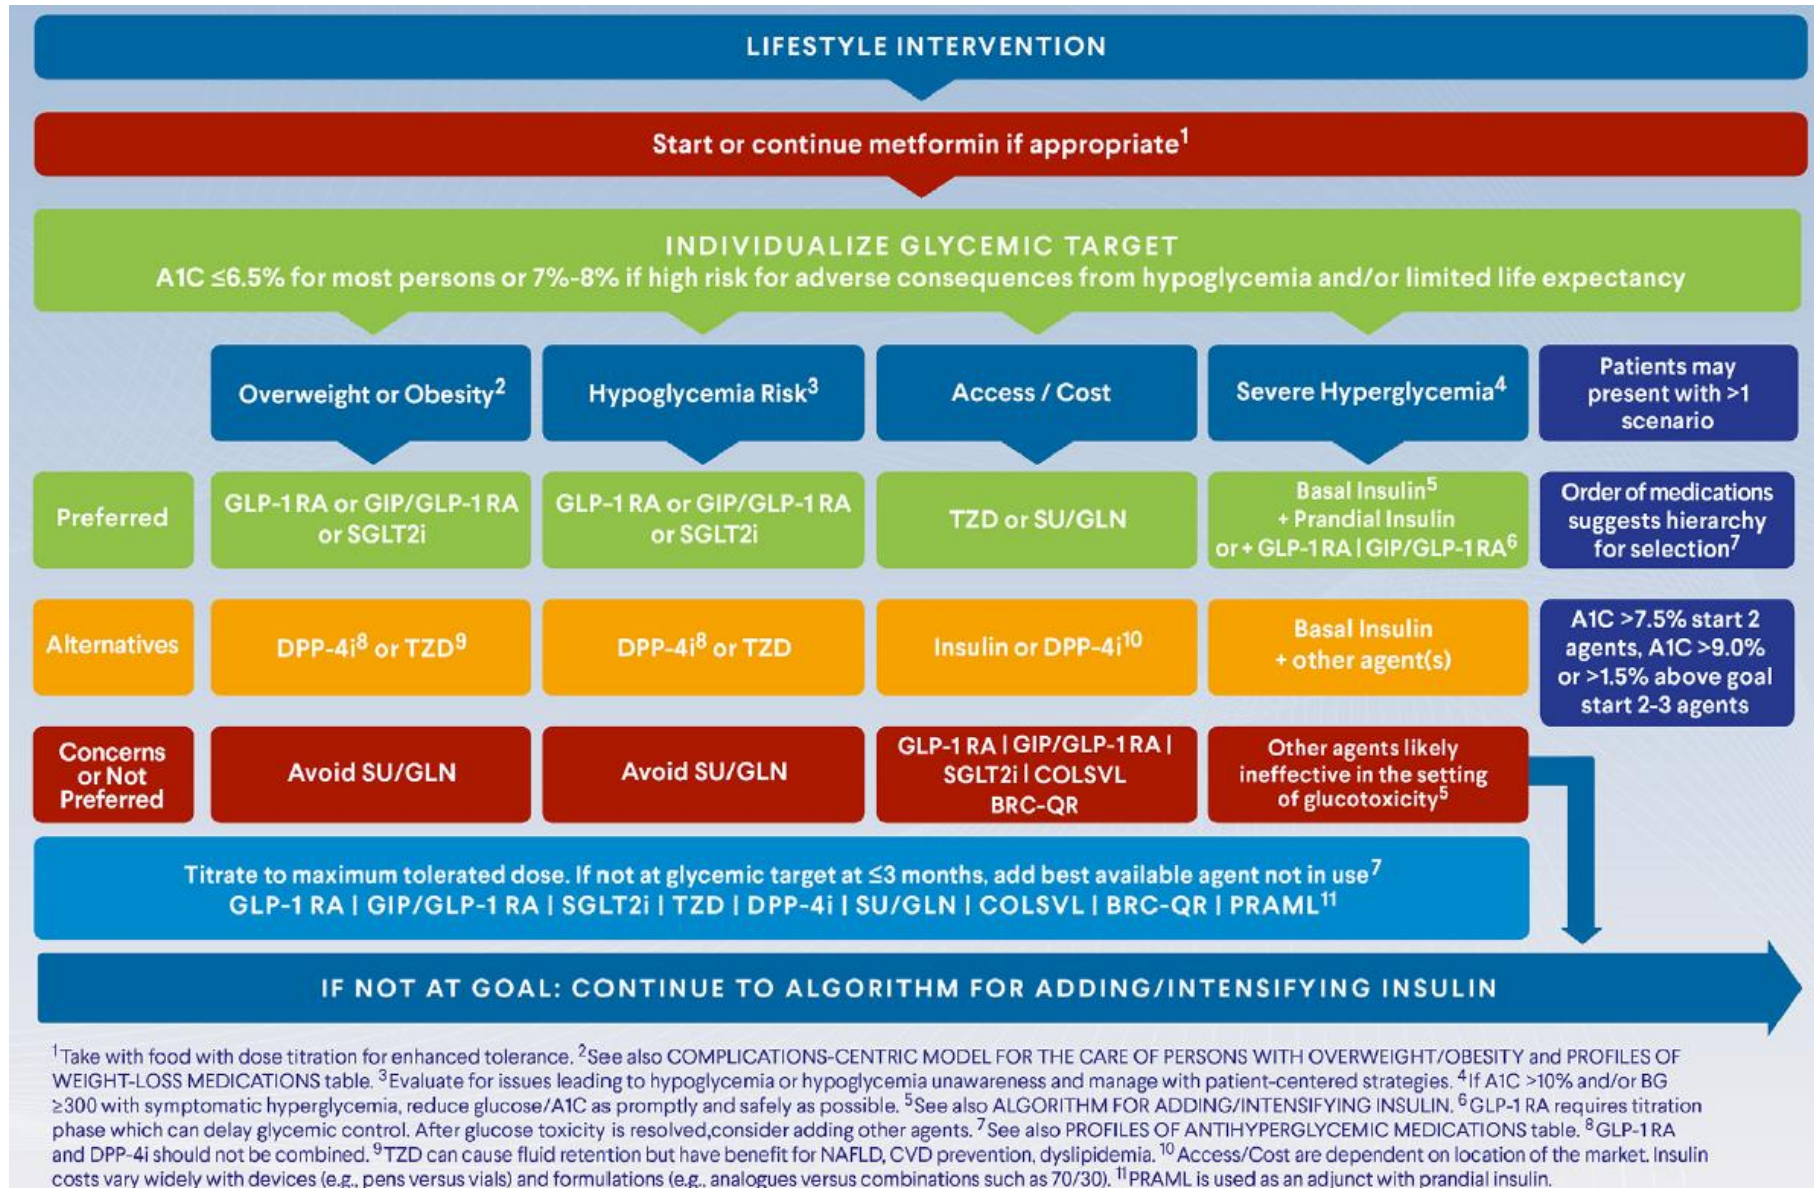 LIFESTYLE INTERVENTION
Start or continue metformin if appropriate¹
INDIVIDUALIZE GLYCEMIC TARGET
A1C ≤6.5% for most persons or 7%-8% if high risk for adverse consequences from hypoglycemia and/or limited life expectancy
Overweight or Obesity²
Hypoglycemia Risk³
Access / Cost
Severe Hyperglycemia⁴
Patients may
present with >1
scenario
Preferred
GLP-1 RA or GIP/GLP-1 RA
or SGLT2i
GLP-1 RA or GIP/GLP-1 RA
or SGLT2i
TZD or SU/GLN
Basal Insulin⁵
+ Prandial Insulin
or + GLP-1 RA | GIP/GLP-1 RA⁶
Order of medications
suggests hierarchy
for selection⁷
Alternatives
DPP-4i⁸ or TZD⁹
DPP-4i⁸ or TZD
Insulin or DPP-4i¹⁰
Basal Insulin
+ other agent(s)
A1C >7.5% start 2
agents, A1C >9.0%
or >1.5% above goal
start 2-3 agents
Concerns
or Not
Preferred
Avoid SU/GLN
Avoid SU/GLN
GLP-1 RA | GIP/GLP-1 RA |
SGLT2i | COLSVL
BRC-QR
Other agents likely
ineffective in the setting
of glucotoxicity⁵
Titrate to maximum tolerated dose. If not at glycemic target at ≤3 months, add best available agent not in use⁷
GLP-1 RA | GIP/GLP-1 RA | SGLT2i | TZD | DPP-4i | SU/GLN | COLSVL | BRC-QR | PRAML¹¹
IF NOT AT GOAL: CONTINUE TO ALGORITHM FOR ADDING/INTENSIFYING INSULIN
¹Take with food with dose titration for enhanced tolerance. ²See also COMPLICATIONS-CENTRIC MODEL FOR THE CARE OF PERSONS WITH OVERWEIGHT/OBESITY and PROFILES OF
WEIGHT-LOSS MEDICATIONS table. ³Evaluate for issues leading to hypoglycemia or hypoglycemia unawareness and manage with patient-centered strategies. ⁴If A1C >10% and/or BG
≥300 with symptomatic hyperglycemia, reduce glucose/A1C as promptly and safely as possible. ⁵See also ALGORITHM FOR ADDING/INTENSIFYING INSULIN. ⁶GLP-1 RA requires titration
phase which can delay glycemic control. After glucose toxicity is resolved,consider adding other agents. ⁷See also PROFILES OF ANTIHYPERGLYCEMIC MEDICATIONS table. ⁸GLP-1 RA
and DPP-4i should not be combined. ⁹TZD can cause fluid retention but have benefit for NAFLD, CVD prevention, dyslipidemia. ¹⁰Access/Cost are dependent on location of the market. Insulin
costs vary widely with devices (e.g., pens versus vials) and formulations (e.g., analogues versus combinations such as 70/30). ¹¹PRAML is used as an adjunct with prandial insulin.